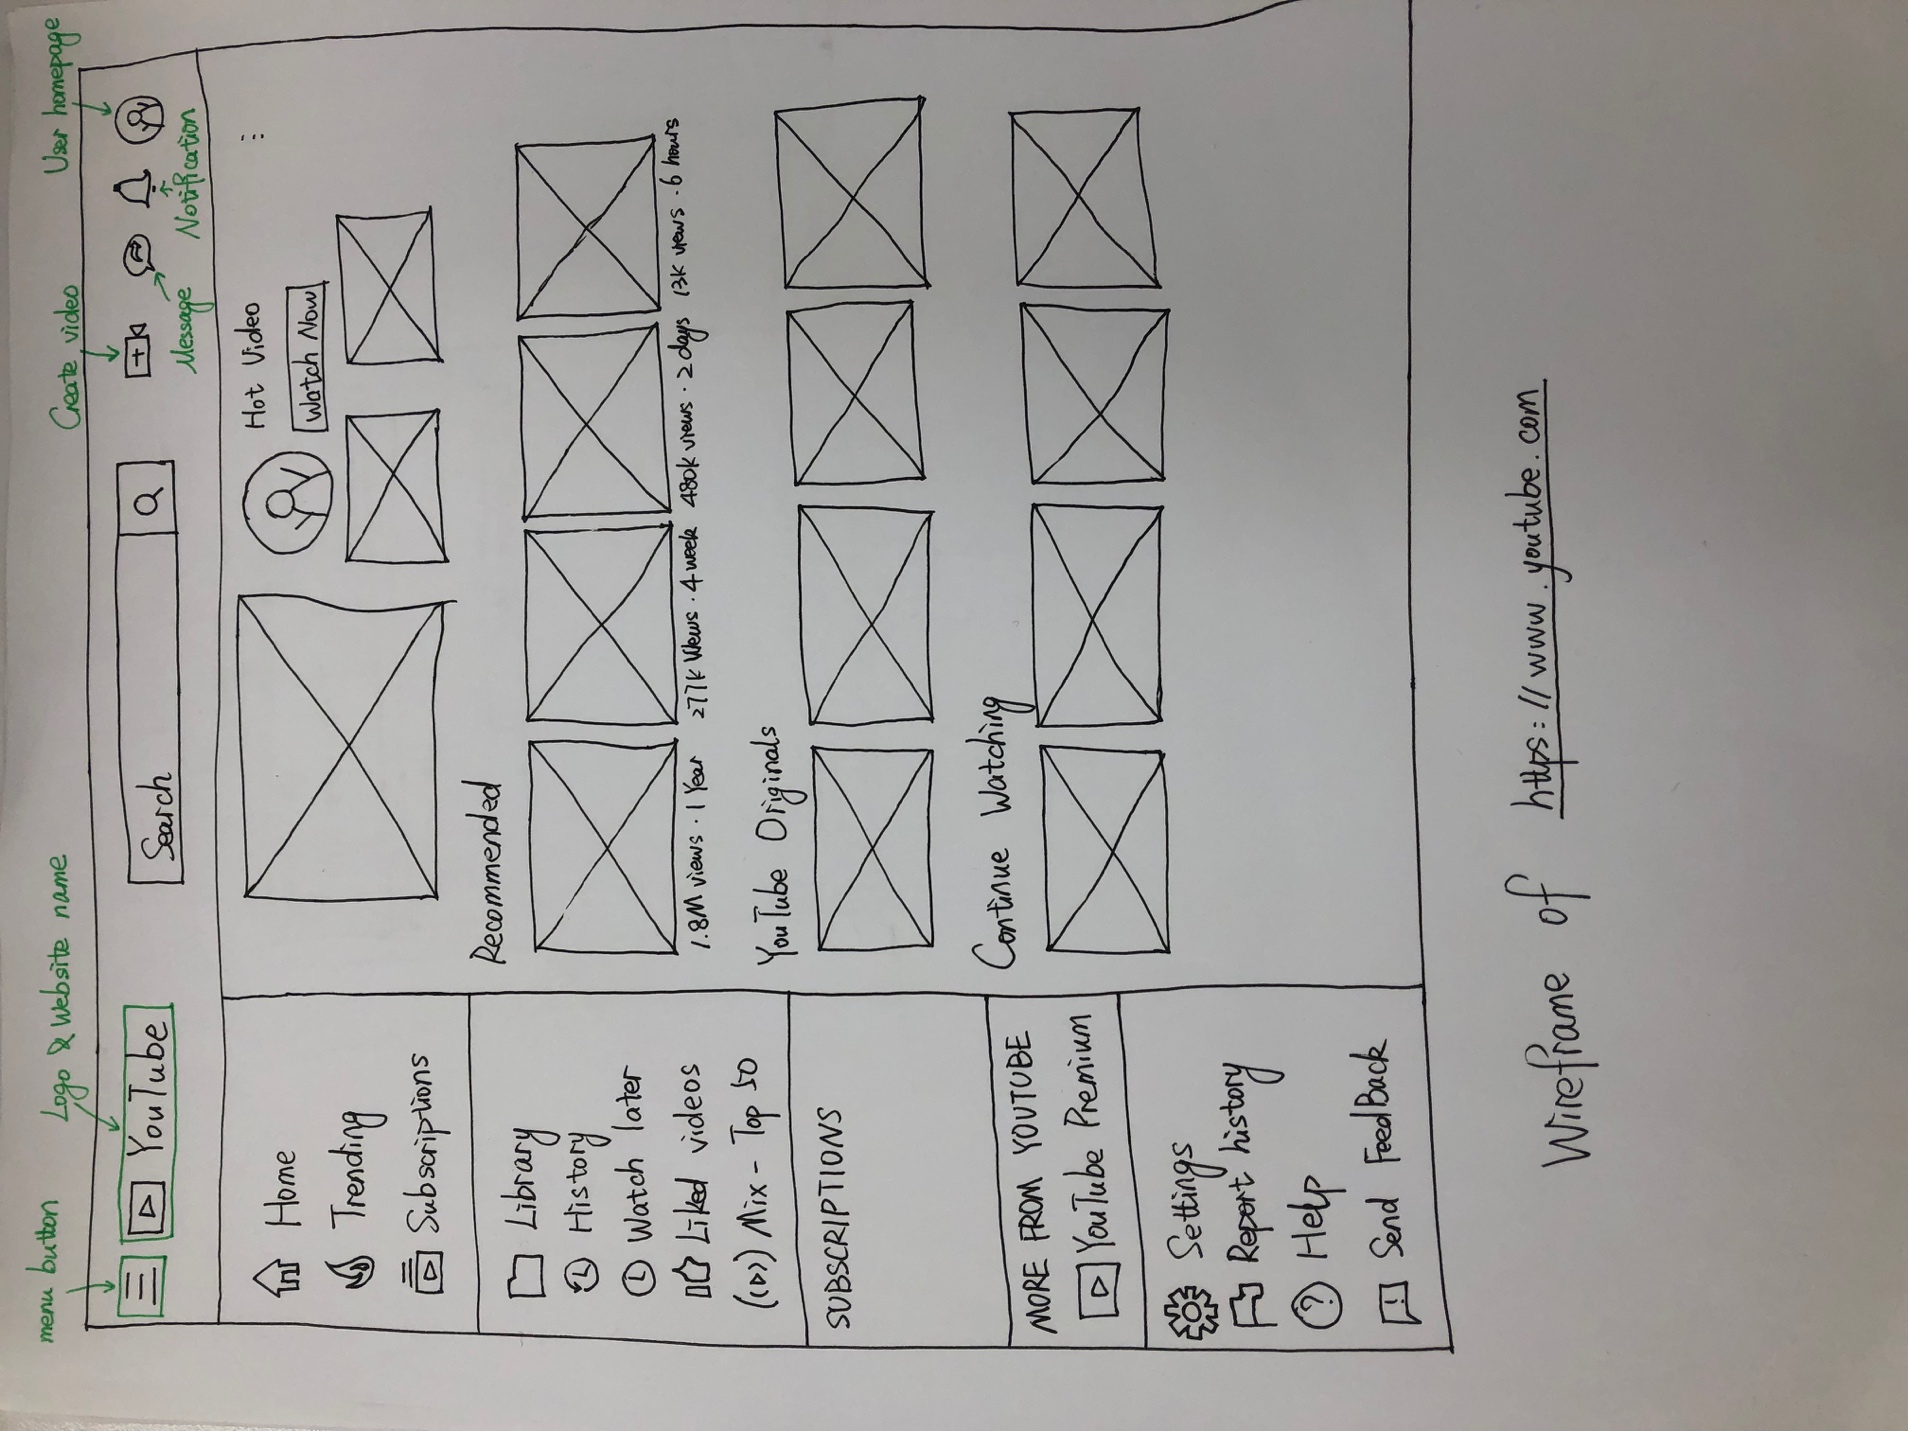 menu button
Logo & Website name
Create video
User homepage
YouTube
Search
Message
Notification
Home
Trending
Subscriptions
Library
History
Watch later
Liked videos
Mix - Top 50
SUBSCRIPTIONS
MORE FROM YOUTUBE
YouTube Premium
Settings
Report history
Help
Send FeedBack
Hot Video
Watch Now
Recommended
1.8M views · 1 Year
277K views · 4 week
480K views · 2 days
13K views · 6 hours
YouTube Originals
Continue Watching
Wireframe of https://www.youtube.com